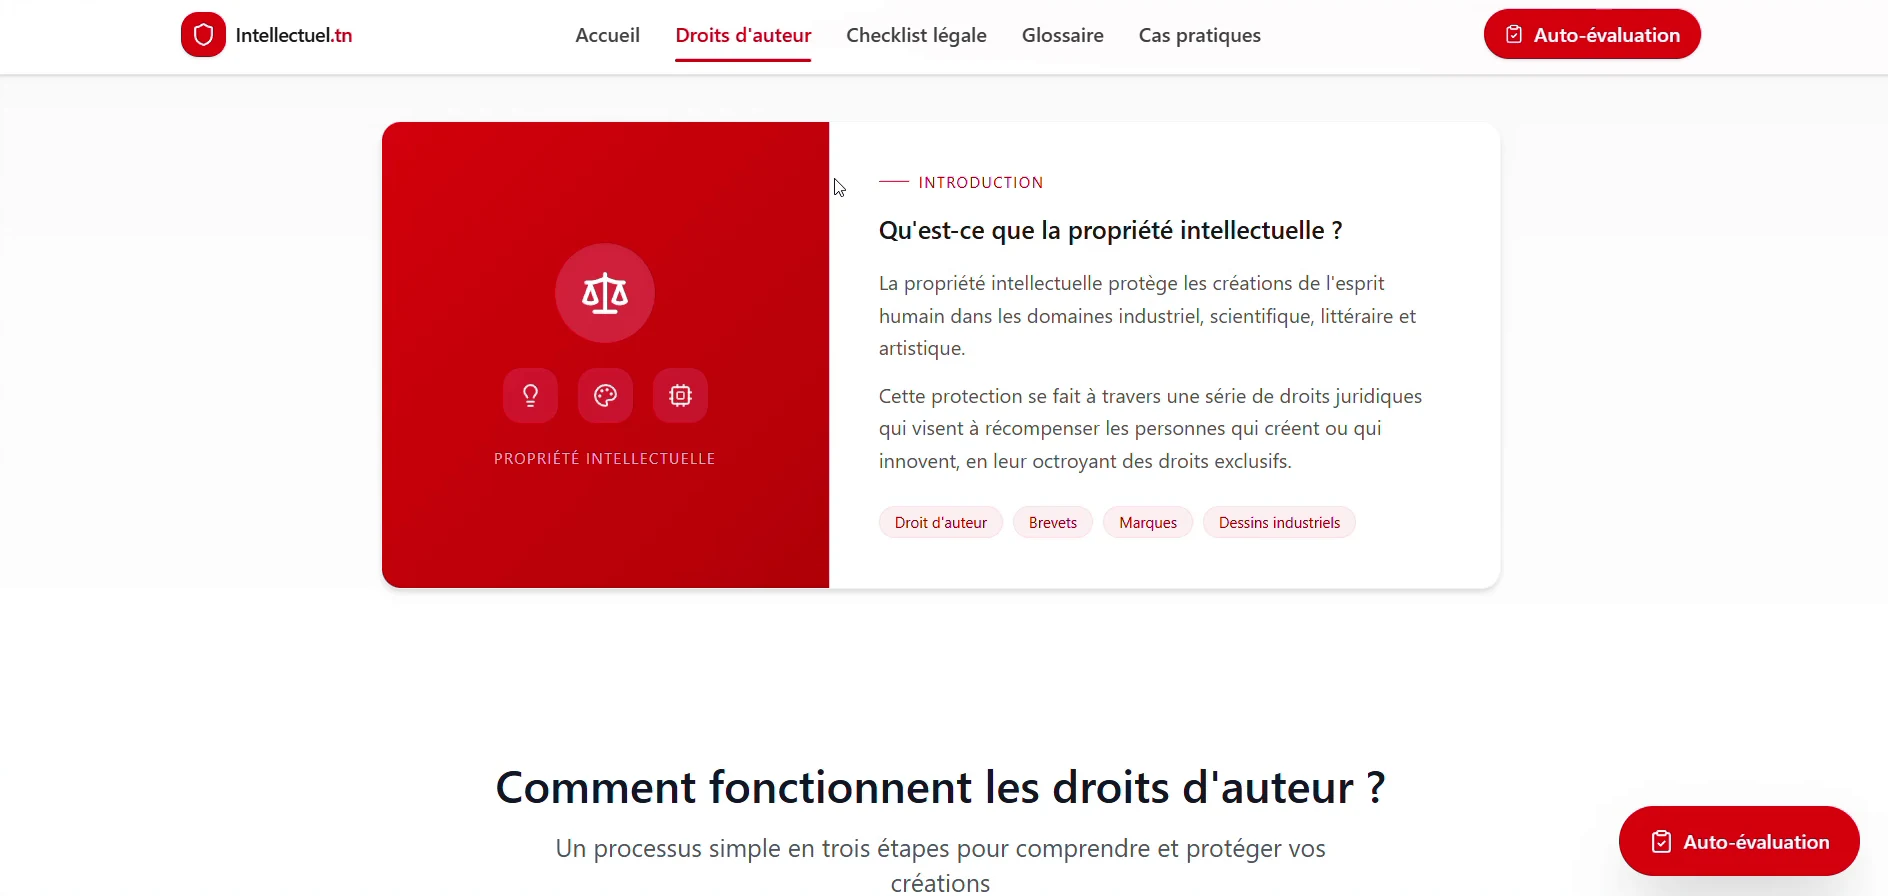 Intellectuel.tn
Accueil
Droits d'auteur
Checklist légale
Glossaire
Cas pratiques
Auto-évaluation
PROPRIÉTÉ INTELLECTUELLE
INTRODUCTION
Qu'est-ce que la propriété intellectuelle ?
La propriété intellectuelle protège les créations de l'esprit
humain dans les domaines industriel, scientifique, littéraire et
artistique.
Cette protection se fait à travers une série de droits juridiques
qui visent à récompenser les personnes qui créent ou qui
innovent, en leur octroyant des droits exclusifs.
Droit d'auteur
Brevets
Marques
Dessins industriels
Comment fonctionnent les droits d'auteur ?
Un processus simple en trois étapes pour comprendre et protéger vos
créations
Auto-évaluation